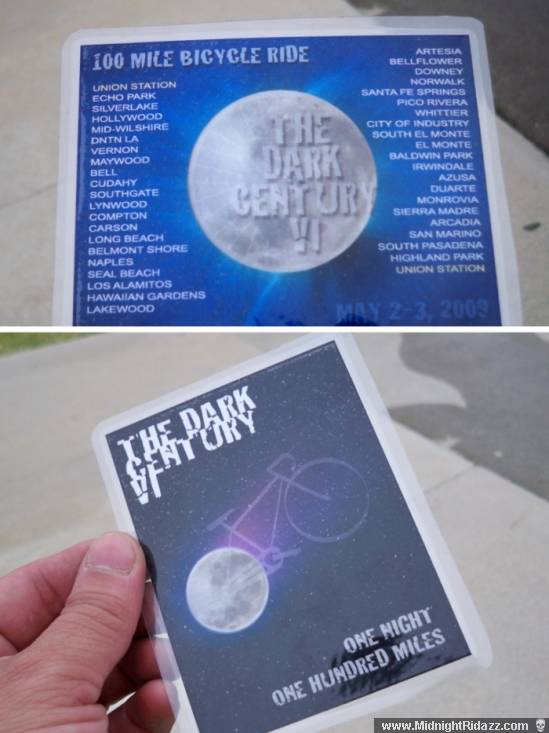 100 MILE BICYCLE RIDE
UNION STATION
ECHO PARK
SILVERLAKE
HOLLYWOOD
MID-WILSHIRE
DNTN LA
VERNON
MAYWOOD
BELL
CUDAHY
SOUTHGATE
LYNWOOD
COMPTON
CARSON
LONG BEACH
BELMONT SHORE
NAPLES
SEAL BEACH
LOS ALAMITOS
HAWAIIAN GARDENS
LAKEWOOD
THE
DARK
CENTURY
VI
ARTESIA
BELLFLOWER
DOWNEY
NORWALK
SANTA FE SPRINGS
PICO RIVERA
WHITTIER
CITY OF INDUSTRY
SOUTH EL MONTE
EL MONTE
BALDWIN PARK
IRWINDALE
AZUSA
DUARTE
MONROVIA
SIERRA MADRE
ARCADIA
SAN MARINO
SOUTH PASADENA
HIGHLAND PARK
UNION STATION
MAY 2-3, 2009
THE DARK
CENTURY
VI
ONE NIGHT
ONE HUNDRED MILES
www.MidnightRidazz.com